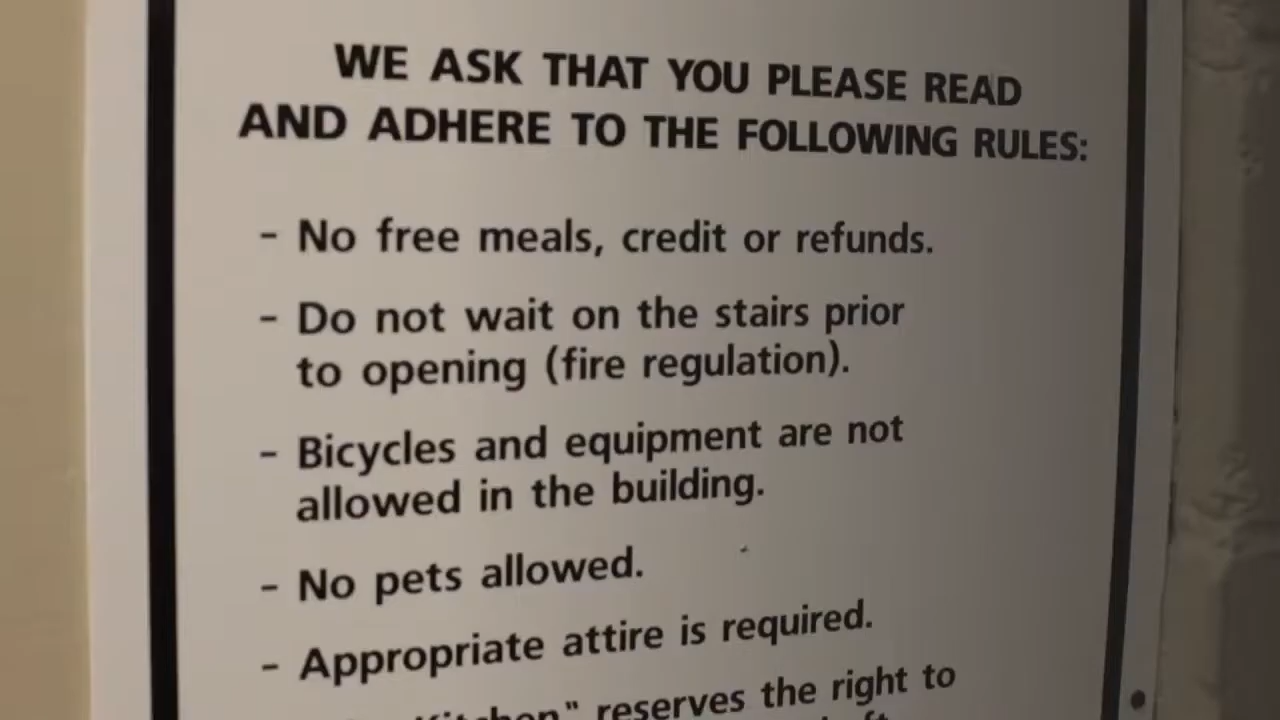 WE ASK THAT YOU PLEASE READ
AND ADHERE TO THE FOLLOWING RULES:
- No free meals, credit or refunds.
- Do not wait on the stairs prior
to opening (fire regulation).
- Bicycles and equipment are not
allowed in the building.
- No pets allowed.
- Appropriate attire is required.
Kitchen" reserves the right to